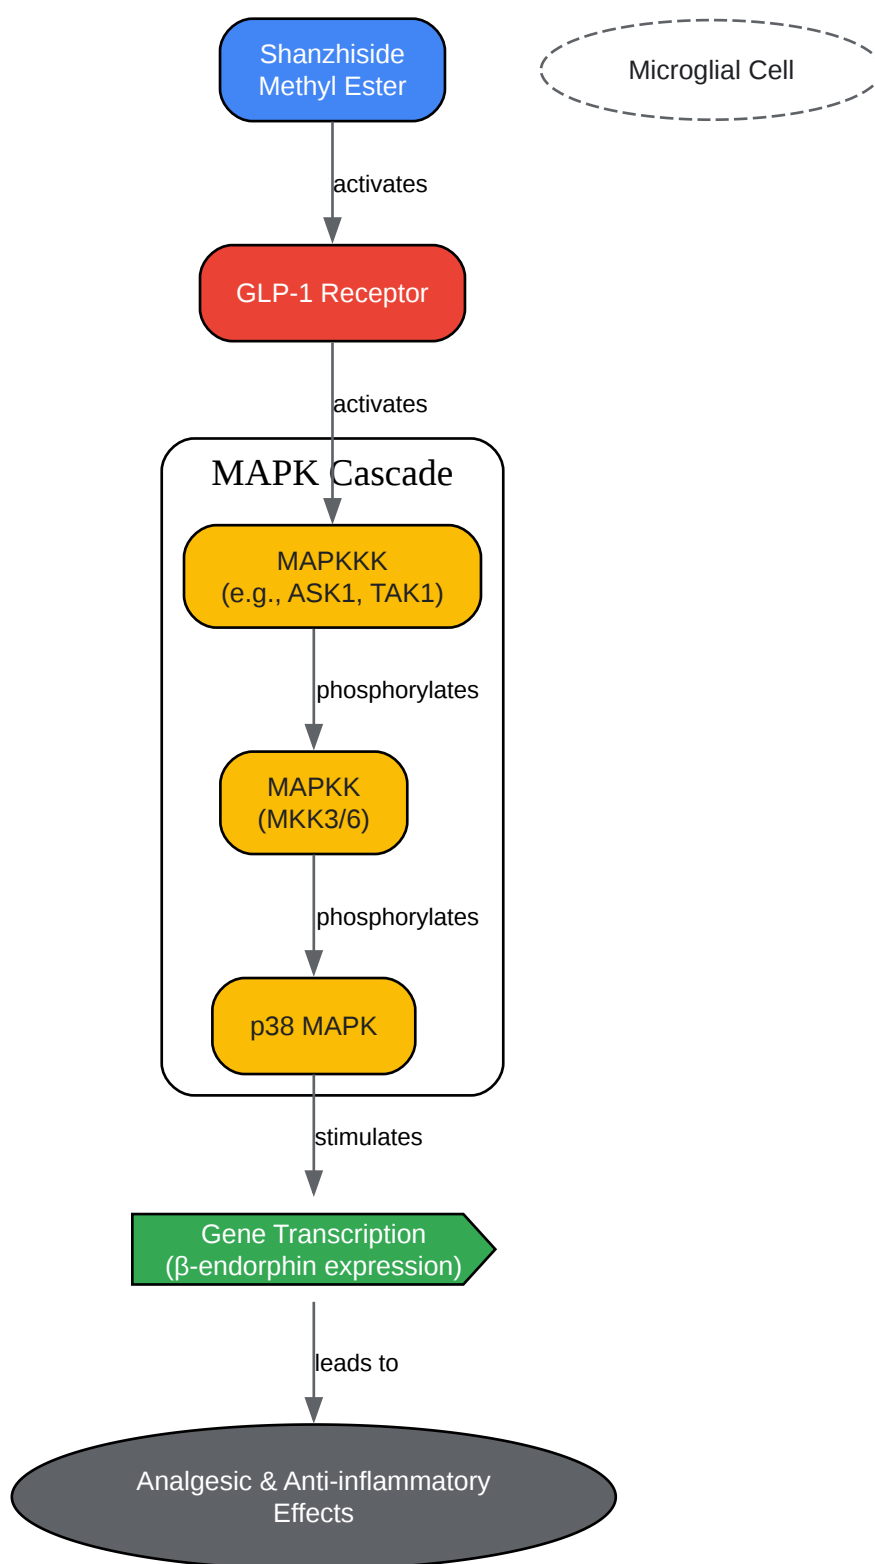 Shanzhiside
Methyl Ester
Microglial Cell
activates
GLP-1 Receptor
activates
MAPK Cascade
MAPKKK
(e.g., ASK1, TAK1)
phosphorylates
MAPKK
(MKK3/6)
phosphorylates
p38 MAPK
stimulates
Gene Transcription
(β-endorphin expression)
leads to
Analgesic & Anti-inflammatory
Effects